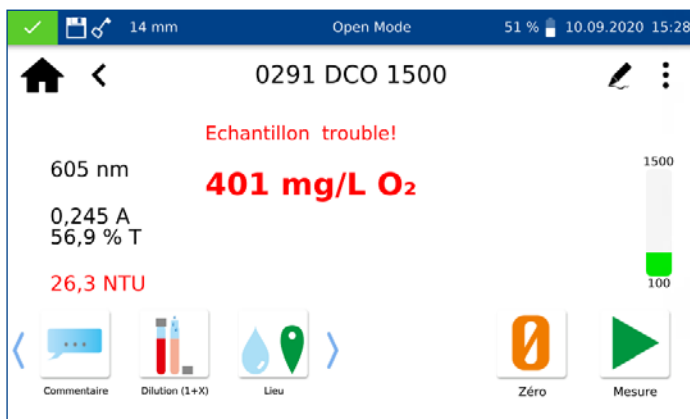 14 mm Open Mode 51 % 10.09.2020 15:28
0291 DCO 1500
Echantillon trouble!
605 nm
401 mg/L O₂
1500
0,245 A
56,9 % T
26,3 NTU
100
0
Commentaire Dilution (1+X) Lieu Zéro Mesure